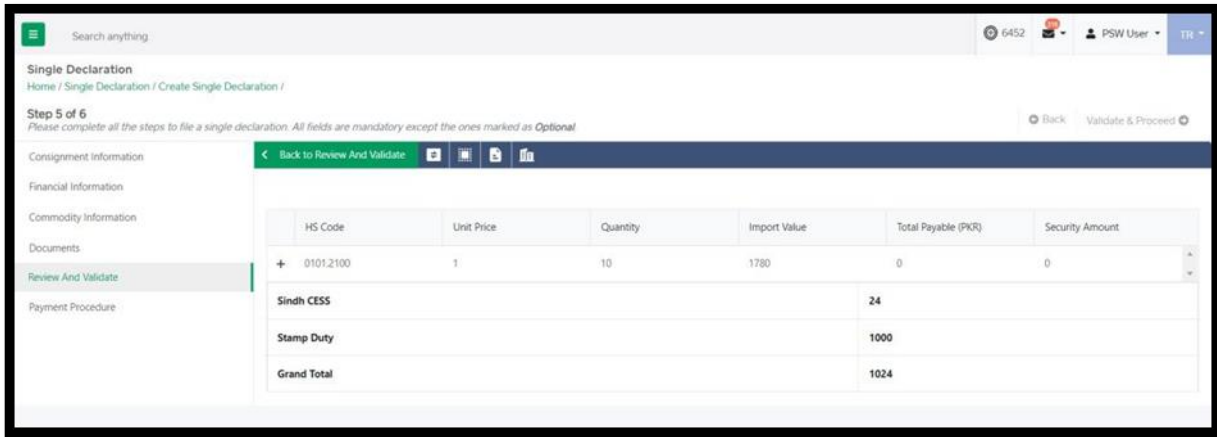 Search anything
6452
PSW User
TR
Single Declaration
Home / Single Declaration / Create Single Declaration /
Step 5 of 6
Please complete all the steps to file a single declaration. All fields are mandatory except the ones marked as Optional
Back
Validate & Proceed
Consignment Information
Financial Information
Commodity Information
Documents
Review And Validate
Payment Procedure
Back to Review And Validate
HS Code Unit Price Quantity Import Value Total Payable (PKR) Security Amount
+ 0101.2100 1 10 1780 0 0
Sindh CESS 24
Stamp Duty 1000
Grand Total 1024